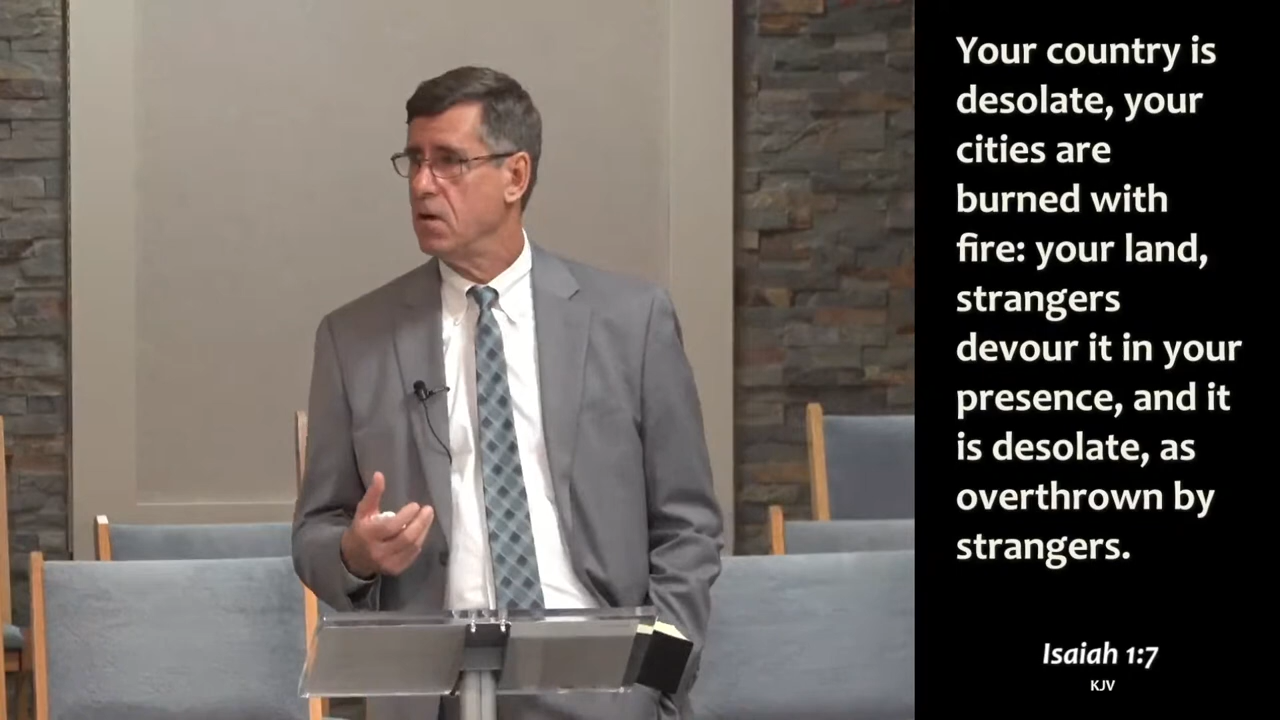 Your country is
desolate, your
cities are
burned with
fire: your land,
strangers
devour it in your
presence, and it
is desolate, as
overthrown by
strangers.
Isaiah 1:7
KJV